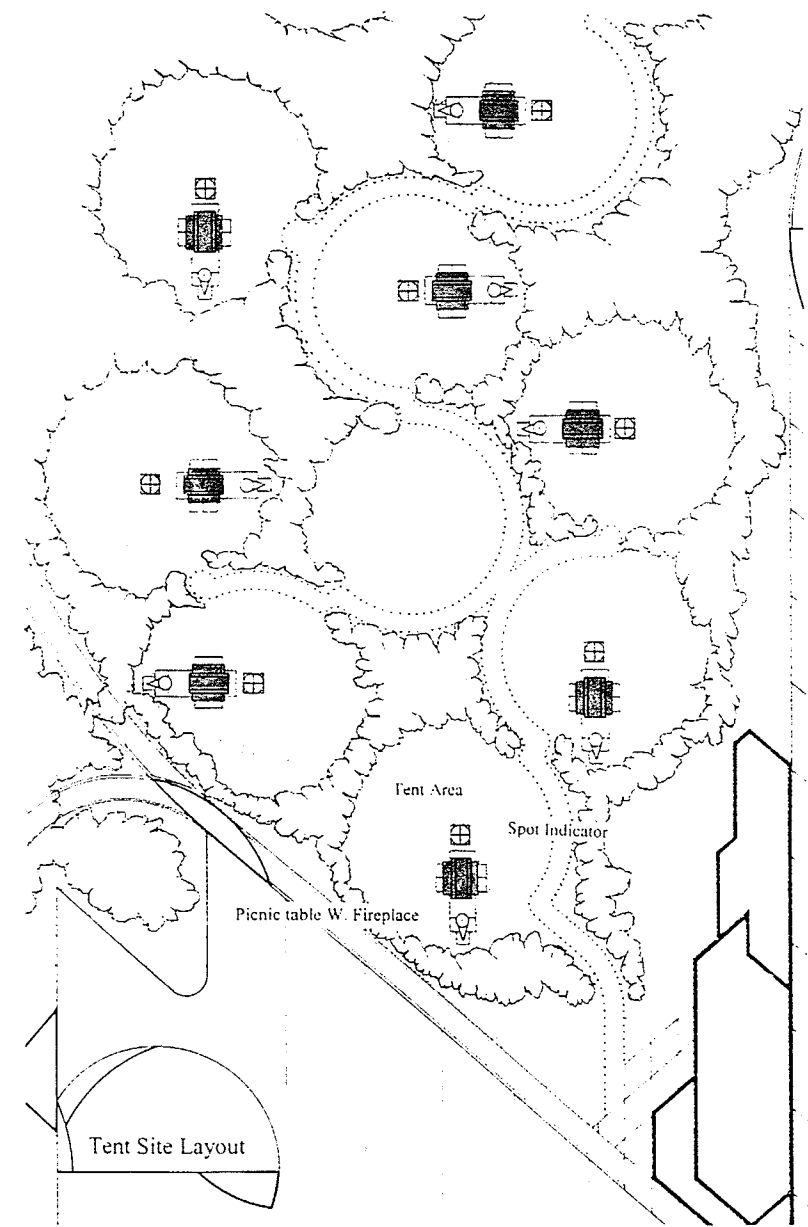 Tent Area
Spot Indicator
Picnic table W. Fireplace
Tent Site Layout